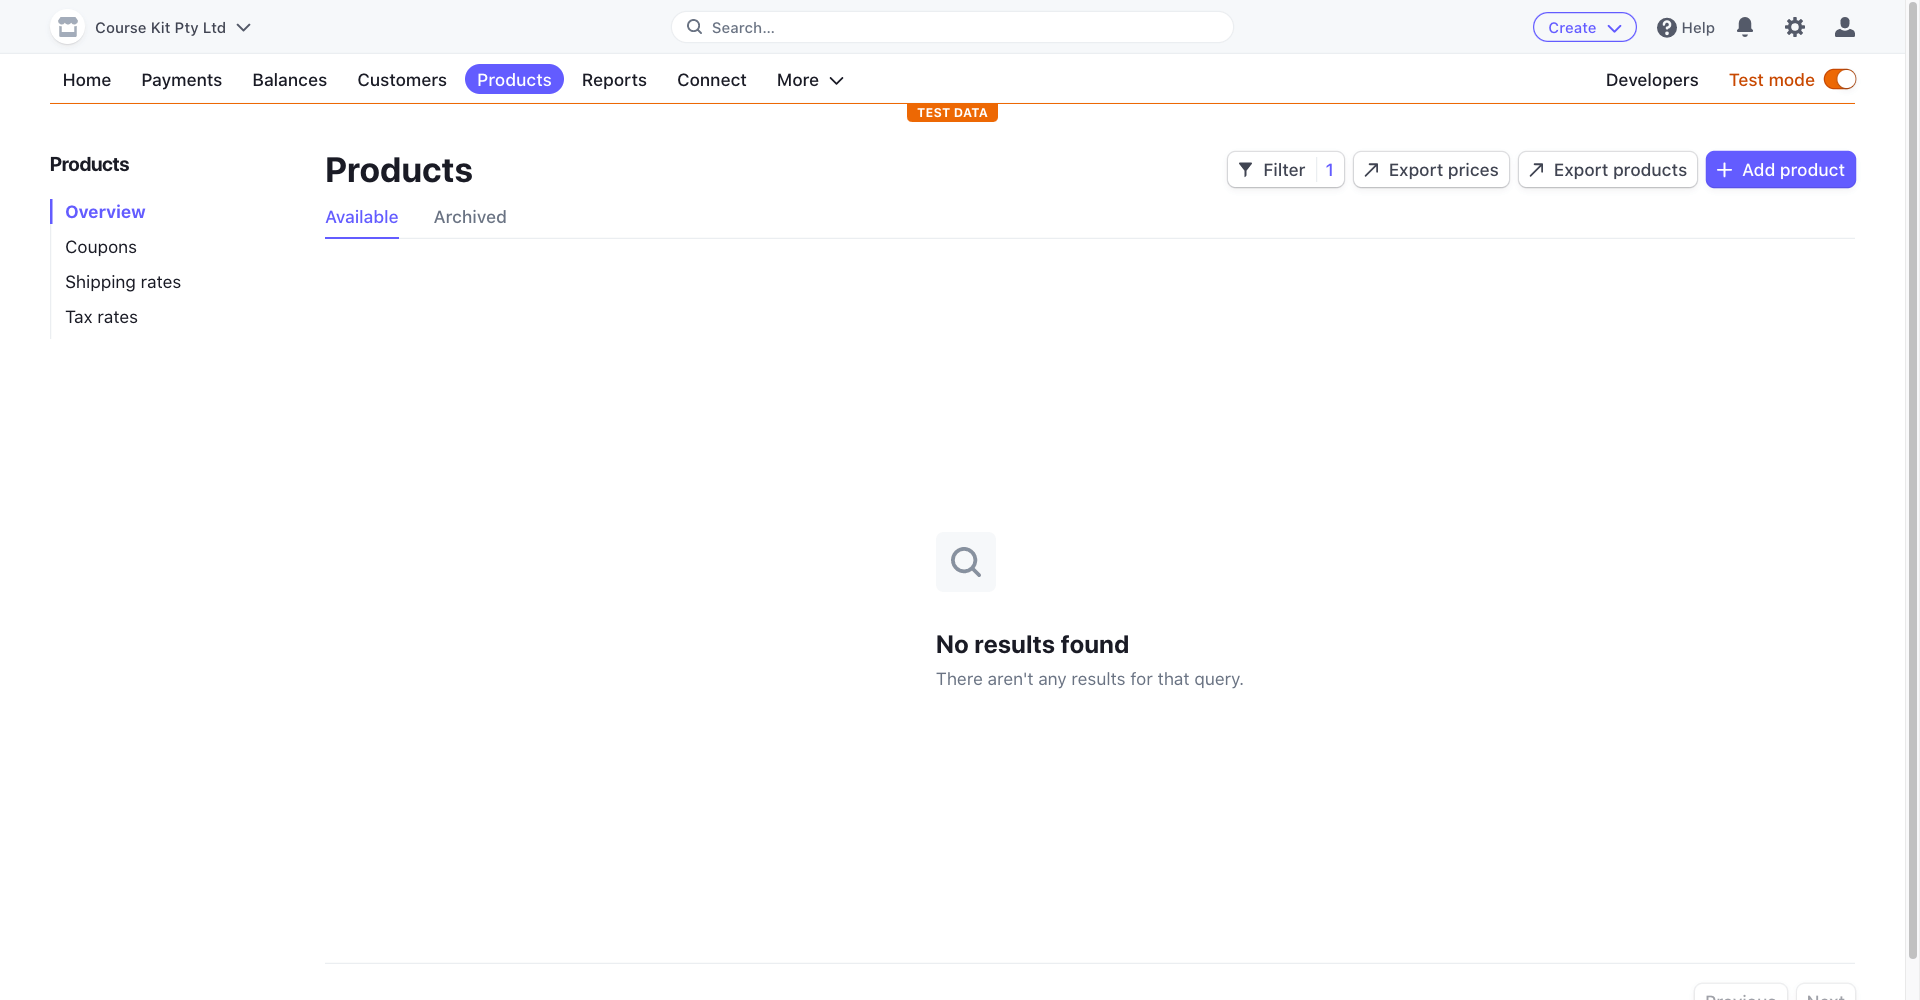 Course Kit Pty Ltd
Search...
Create
Help
Home
Payments
Balances
Customers
Products
Reports
Connect
More
Developers
Test mode
TEST DATA
Products
Overview
Coupons
Shipping rates
Tax rates
Products
Filter 1
Export prices
Export products
Add product
Available
Archived
No results found
There aren't any results for that query.
Previous
Next